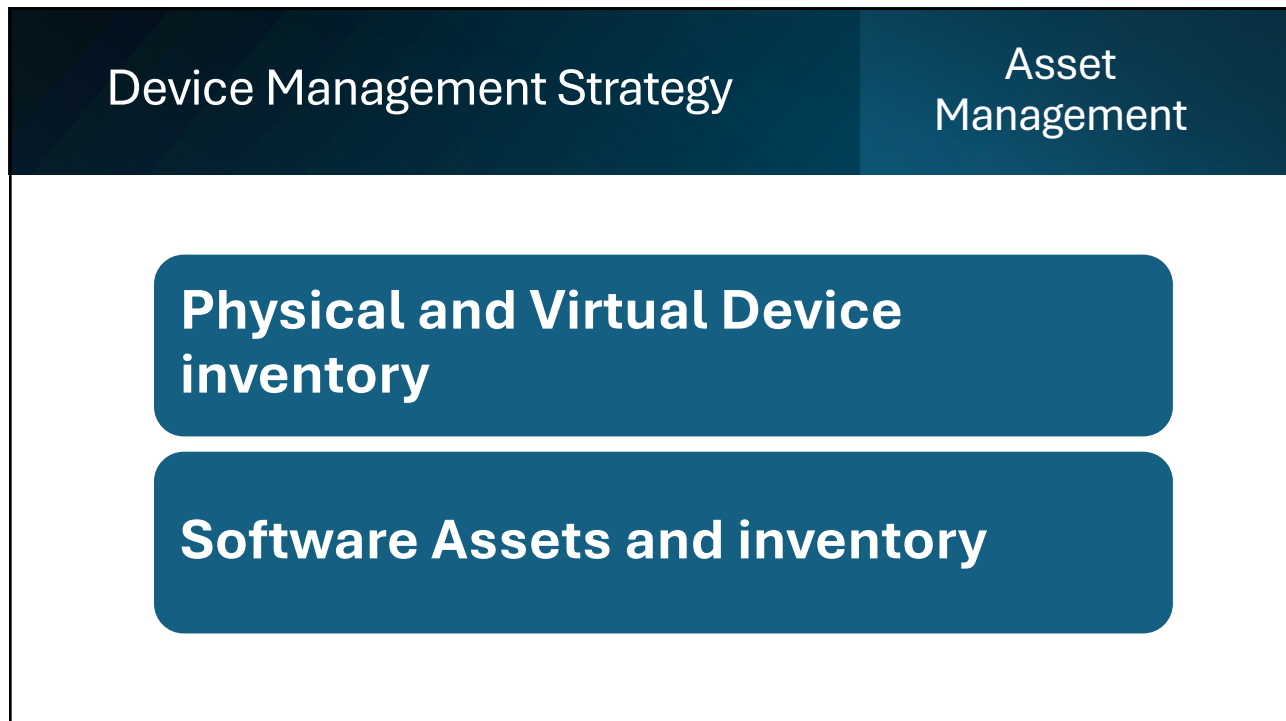 Device Management Strategy
Asset
Management
Physical and Virtual Device
inventory
Software Assets and inventory